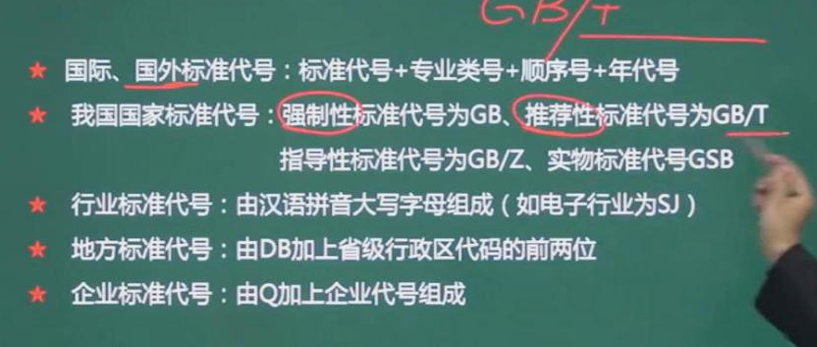 GB/T
★ 国际、国外标准代号：标准代号+专业类号+顺序号+年代号
★ 我国国家标准代号：强制性标准代号为GB、推荐性标准代号为GB/T
指导性标准代号为GB/Z、实物标准代号GSB
★ 行业标准代号：由汉语拼音大写字母组成（如电子行业为SJ）
★ 地方标准代号：由DB加上省级行政区代码的前两位
★ 企业标准代号：由Q加上企业代号组成